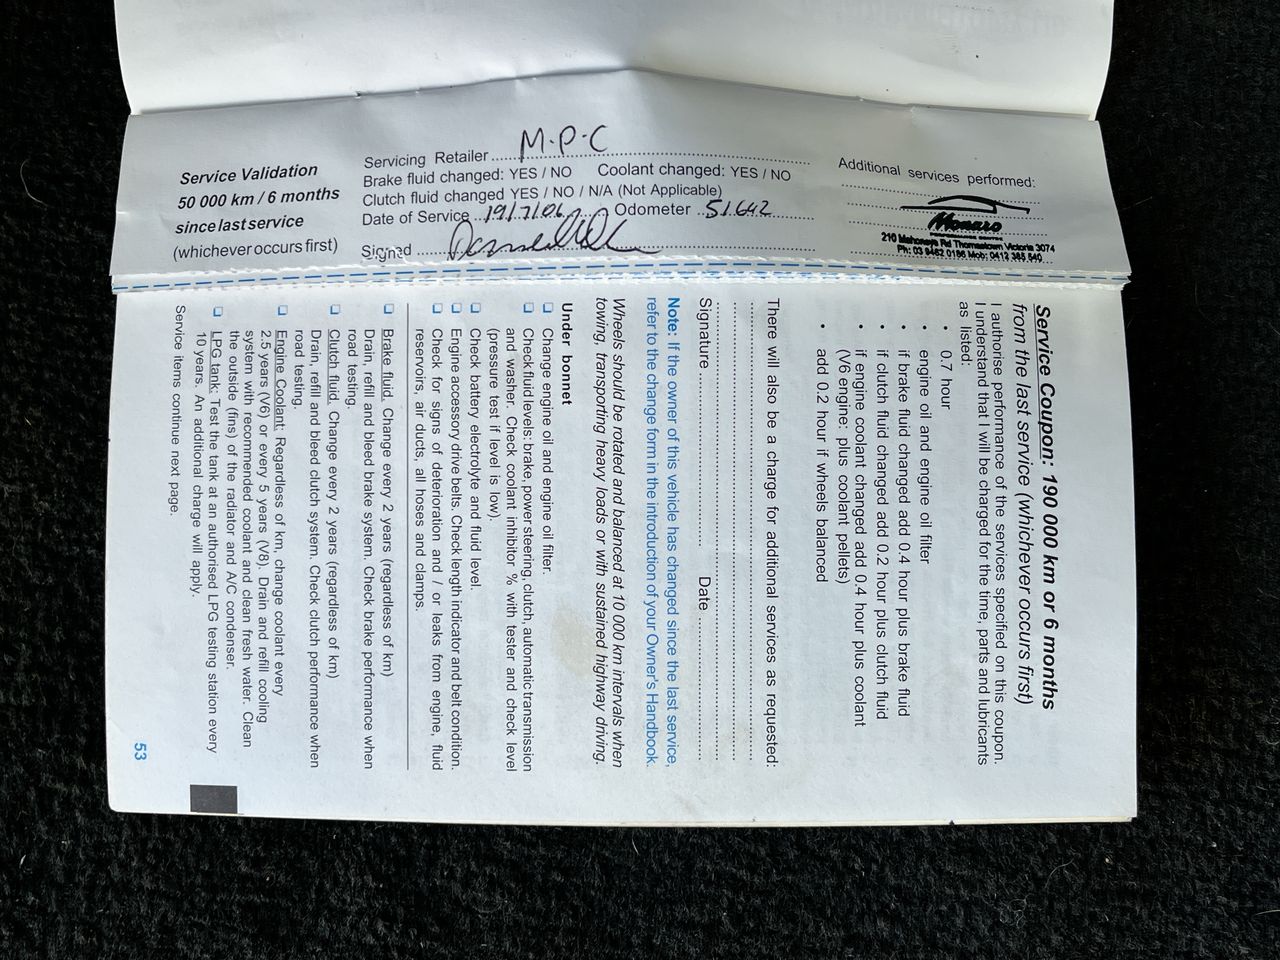 Service Validation
50 000 km / 6 months
since last service
(whichever occurs first)
Servicing Retailer M.P.C
Brake fluid changed: YES / NO Coolant changed: YES / NO
Clutch fluid changed YES / NO / N/A (Not Applicable)
Date of Service 19/7/06 Odometer 51.642
Signed
Additional services performed:
Monaro
210 Mahoneys Rd Thomastown Victoria 3074
Ph: 03 9462 0166 Mob: 0412 385 840
Service Coupon: 190 000 km or 6 months
from the last service (whichever occurs first)
I authorise performance of the services specified on this coupon.
I understand that I will be charged for the time, parts and lubricants
as listed:
• 0.7 hour
• engine oil and engine oil filter
• if brake fluid changed add 0.4 hour plus brake fluid
• if clutch fluid changed add 0.2 hour plus clutch fluid
• if engine coolant changed add 0.4 hour plus coolant
(V6 engine: plus coolant pellets)
• add 0.2 hour if wheels balanced
There will also be a charge for additional services as requested:
Signature Date
Note: If the owner of this vehicle has changed since the last service,
refer to the change form in the introduction of your Owner's Handbook.
Wheels should be rotated and balanced at 10 000 km intervals when
towing, transporting heavy loads or with sustained highway driving.
Under bonnet
❏ Change engine oil and engine oil filter.
❏ Check fluid levels: brake, power steering, clutch, automatic transmission
and washer. Check coolant inhibitor % with tester and check level
(pressure test if level is low).
❏ Check battery electrolyte and fluid level.
❏ Engine accessory drive belts. Check length indicator and belt condition.
❏ Check for signs of deterioration and / or leaks from engine, fluid
reservoirs, air ducts, all hoses and clamps.
❏ Brake fluid. Change every 2 years (regardless of km)
Drain, refill and bleed brake system. Check brake performance when
road testing.
❏ Clutch fluid. Change every 2 years (regardless of km)
Drain, refill and bleed clutch system. Check clutch performance when
road testing.
❏ Engine Coolant: Regardless of km, change coolant every
2.5 years (V6) or every 5 years (V8). Drain and refill cooling
system with recommended coolant and clean fresh water. Clean
the outside (fins) of the radiator and A/C condenser.
❏ LPG tank: Test the tank at an authorised LPG testing station every
10 years. An additional charge will apply.
Service items continue next page.
53